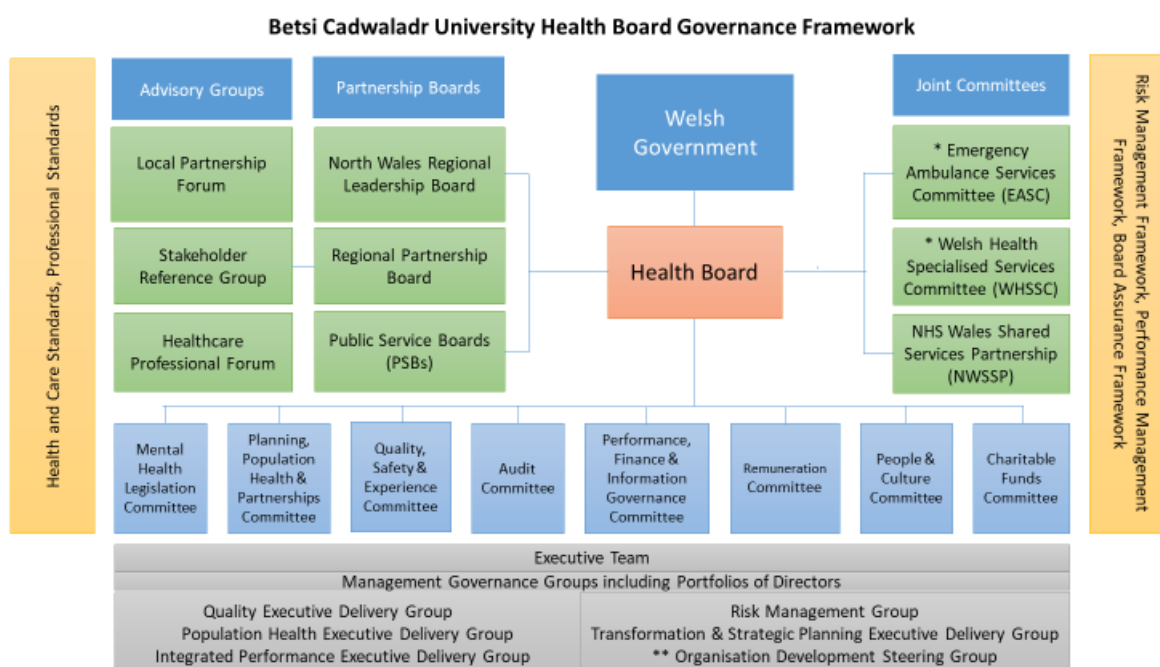 Betsi Cadwaladr University Health Board Governance Framework
Health and Care Standards, Professional Standards
Advisory Groups
Local Partnership
Forum
Stakeholder
Reference Group
Healthcare
Professional Forum
Partnership Boards
North Wales Regional
Leadership Board
Regional Partnership
Board
Public Service Boards
(PSBs)
Welsh
Government
Health Board
Joint Committees
* Emergency
Ambulance Services
Committee (EASC)
* Welsh Health
Specialised Services
Committee (WHSSC)
NHS Wales Shared
Services Partnership
(NWSSP)
Risk Management Framework, Performance Management
Framework, Board Assurance Framework
Mental
Health
Legislation
Committee
Planning,
Population
Health &
Partnerships
Committee
Quality,
Safety &
Experience
Committee
Audit
Committee
Performance,
Finance &
Information
Governance
Committee
Remuneration
Committee
People &
Culture
Committee
Charitable
Funds
Committee
Executive Team
Management Governance Groups including Portfolios of Directors
Quality Executive Delivery Group
Population Health Executive Delivery Group
Integrated Performance Executive Delivery Group
Risk Management Group
Transformation & Strategic Planning Executive Delivery Group
** Organisation Development Steering Group